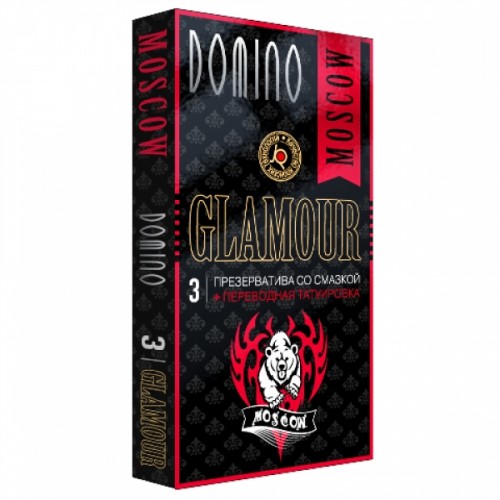 DOMINO
MOSCOW
GLAMOUR
3
ПРЕЗЕРВАТИВА СО СМАЗКОЙ
+ ПЕРЕВОДНАЯ ТАТУИРОВКА
MOSCOW
MOSCOW
DOMINO
3 | GLAMOUR